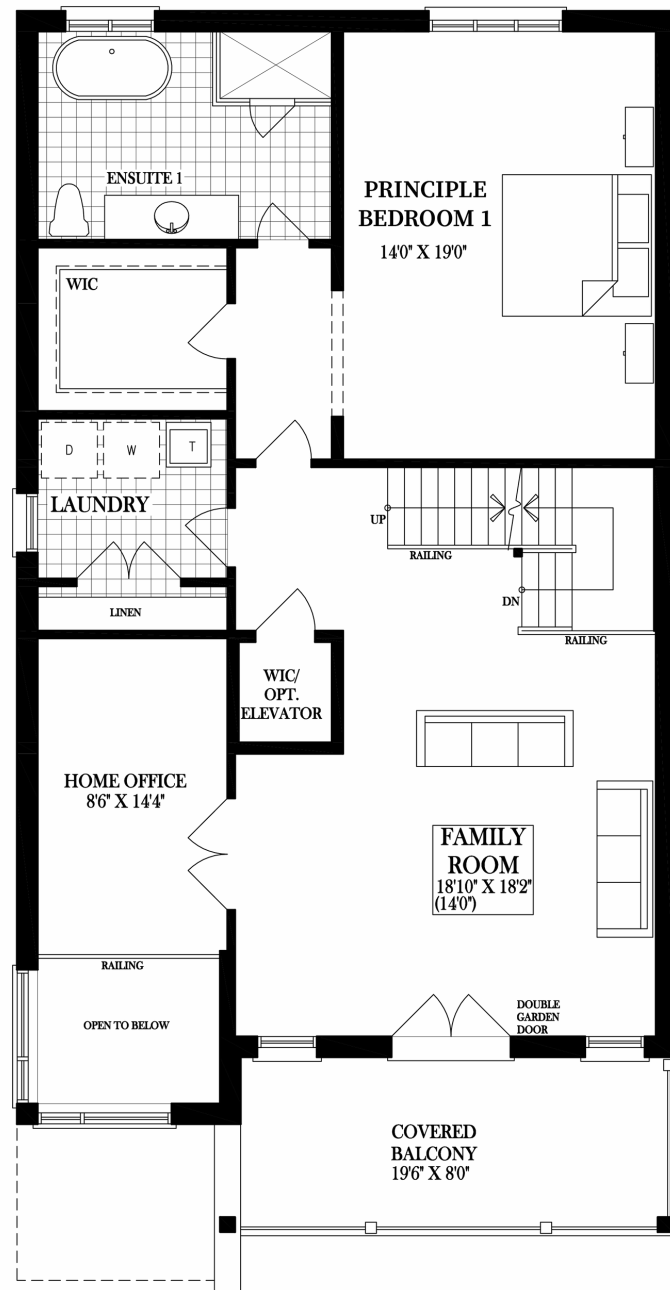 ENSUITE 1
PRINCIPLE
BEDROOM 1
14'0" X 19'0"
WIC
D
W
T
LAUNDRY
LINEN
UP
RAILING
DN
RAILING
WIC/
OPT.
ELEVATOR
HOME OFFICE
8'6" X 14'4"
FAMILY
ROOM
18'10" X 18'2"
(14'0")
RAILING
OPEN TO BELOW
DOUBLE
GARDEN
DOOR
COVERED
BALCONY
19'6" X 8'0"